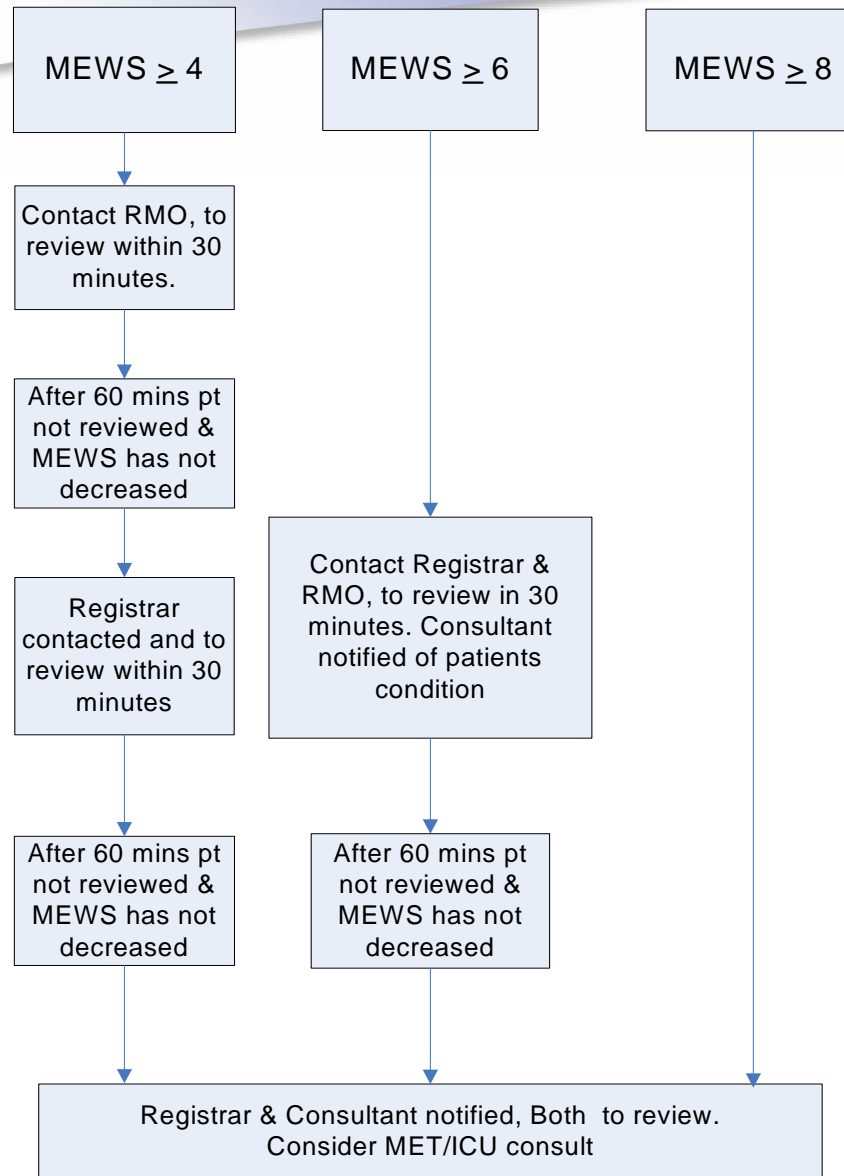 MEWS ≥ 4
MEWS ≥ 6
MEWS ≥ 8
Contact RMO, to
review within 30
minutes.
After 60 mins pt
not reviewed &
MEWS has not
decreased
Registrar
contacted and to
review within 30
minutes
Contact Registrar &
RMO, to review in 30
minutes. Consultant
notified of patients
condition
After 60 mins pt
not reviewed &
MEWS has not
decreased
After 60 mins pt
not reviewed &
MEWS has not
decreased
Registrar & Consultant notified, Both to review.
Consider MET/ICU consult